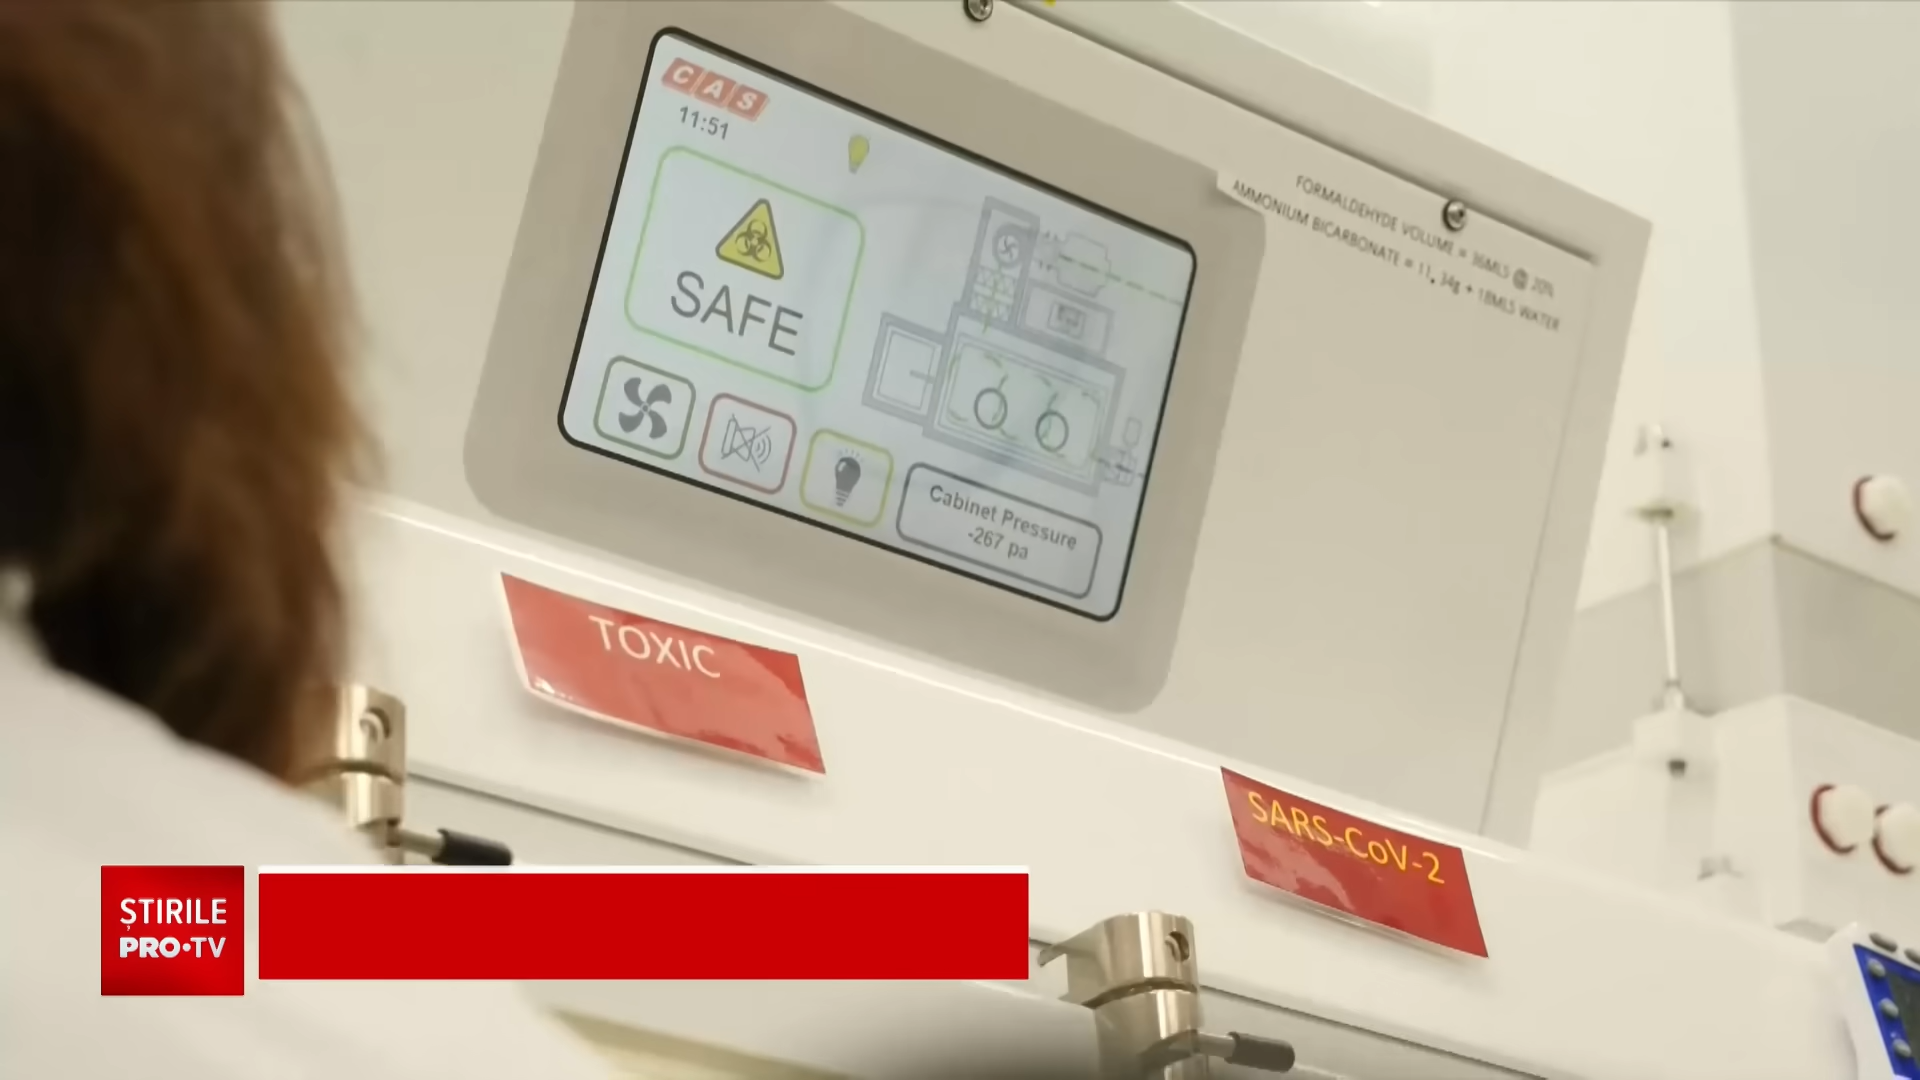 CAS
11:51
SAFE
Cabinet Pressure
-267 pa
FORMALDEHYDE VOLUME = 36MLS @ 20%
AMMONIUM BICARBONATE = 11, 34g + 18MLS WATER
TOXIC
SARS-CoV-2
ȘTIRILE
PRO•TV